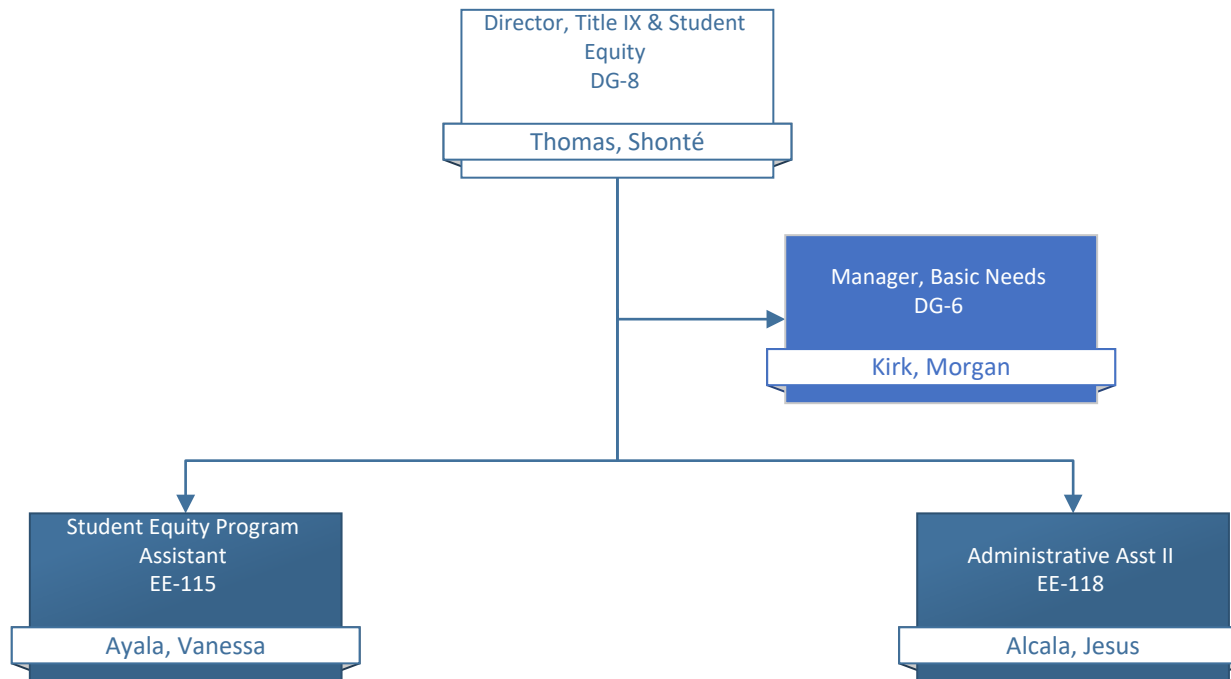 Director, Title IX & Student
Equity
DG-8
Thomas, Shonté
Manager, Basic Needs
DG-6
Kirk, Morgan
Student Equity Program
Assistant
EE-115
Ayala, Vanessa
Administrative Asst II
EE-118
Alcala, Jesus